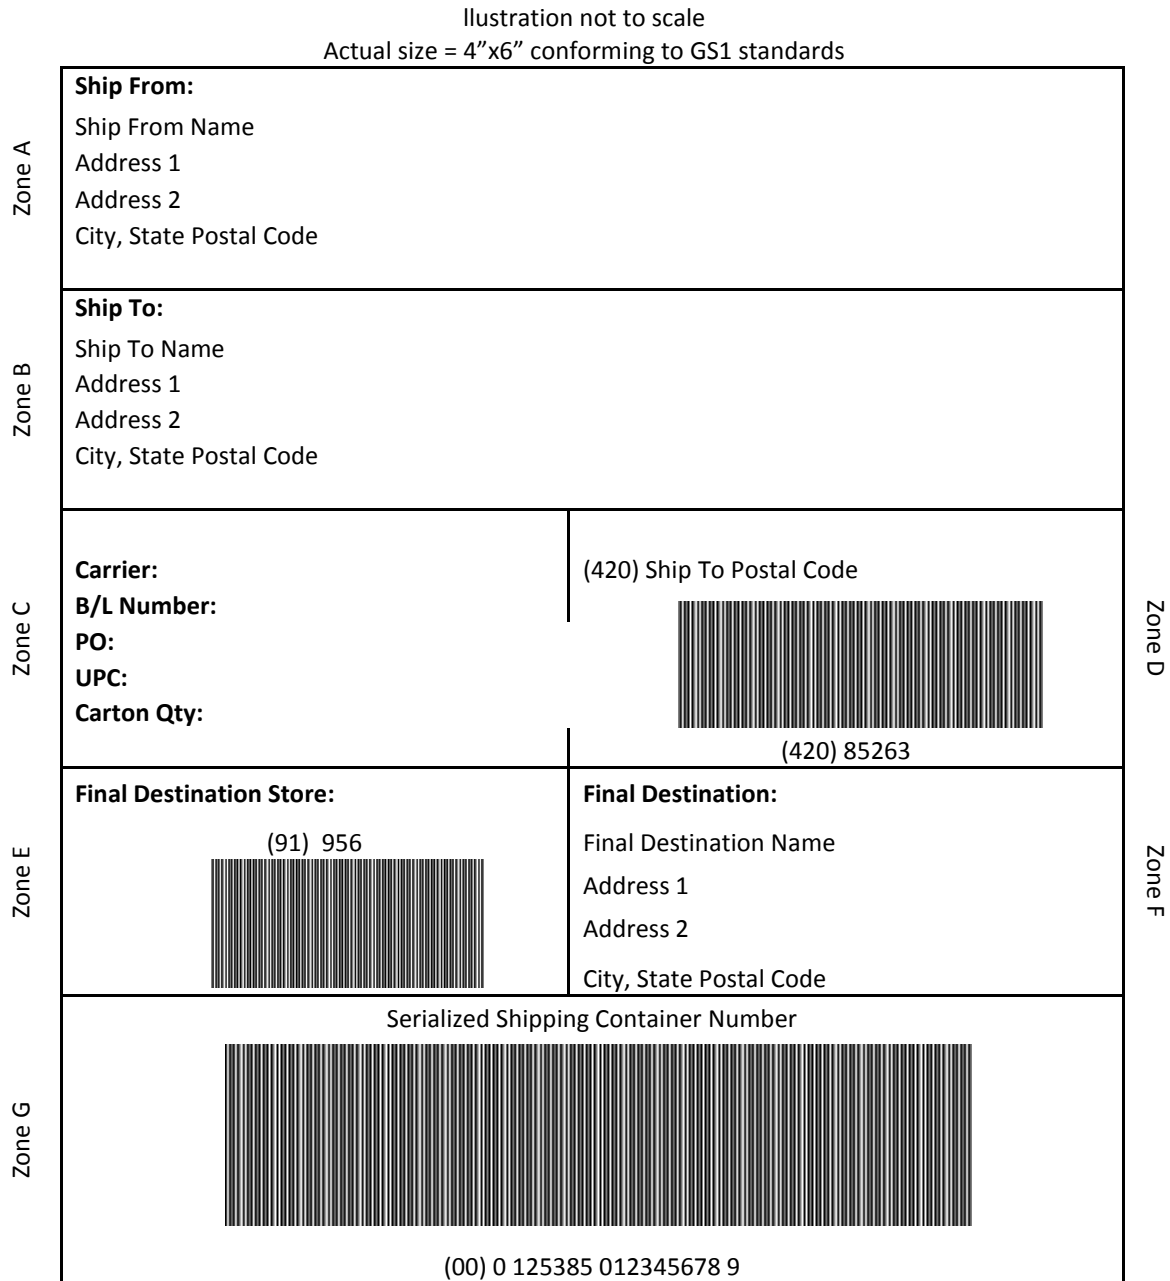 llustration not to scale
Actual size = 4”x6” conforming to GS1 standards
Zone A
Ship From:
Ship From Name
Address 1
Address 2
City, State Postal Code
Zone B
Ship To:
Ship To Name
Address 1
Address 2
City, State Postal Code
Zone C
Carrier:
B/L Number:
PO:
UPC:
Carton Qty:
(420) Ship To Postal Code
(420) 85263
Zone D
Zone E
Final Destination Store:
(91) 956
Final Destination:
Final Destination Name
Address 1
Address 2
City, State Postal Code
Zone F
Zone G
Serialized Shipping Container Number
(00) 0 125385 012345678 9